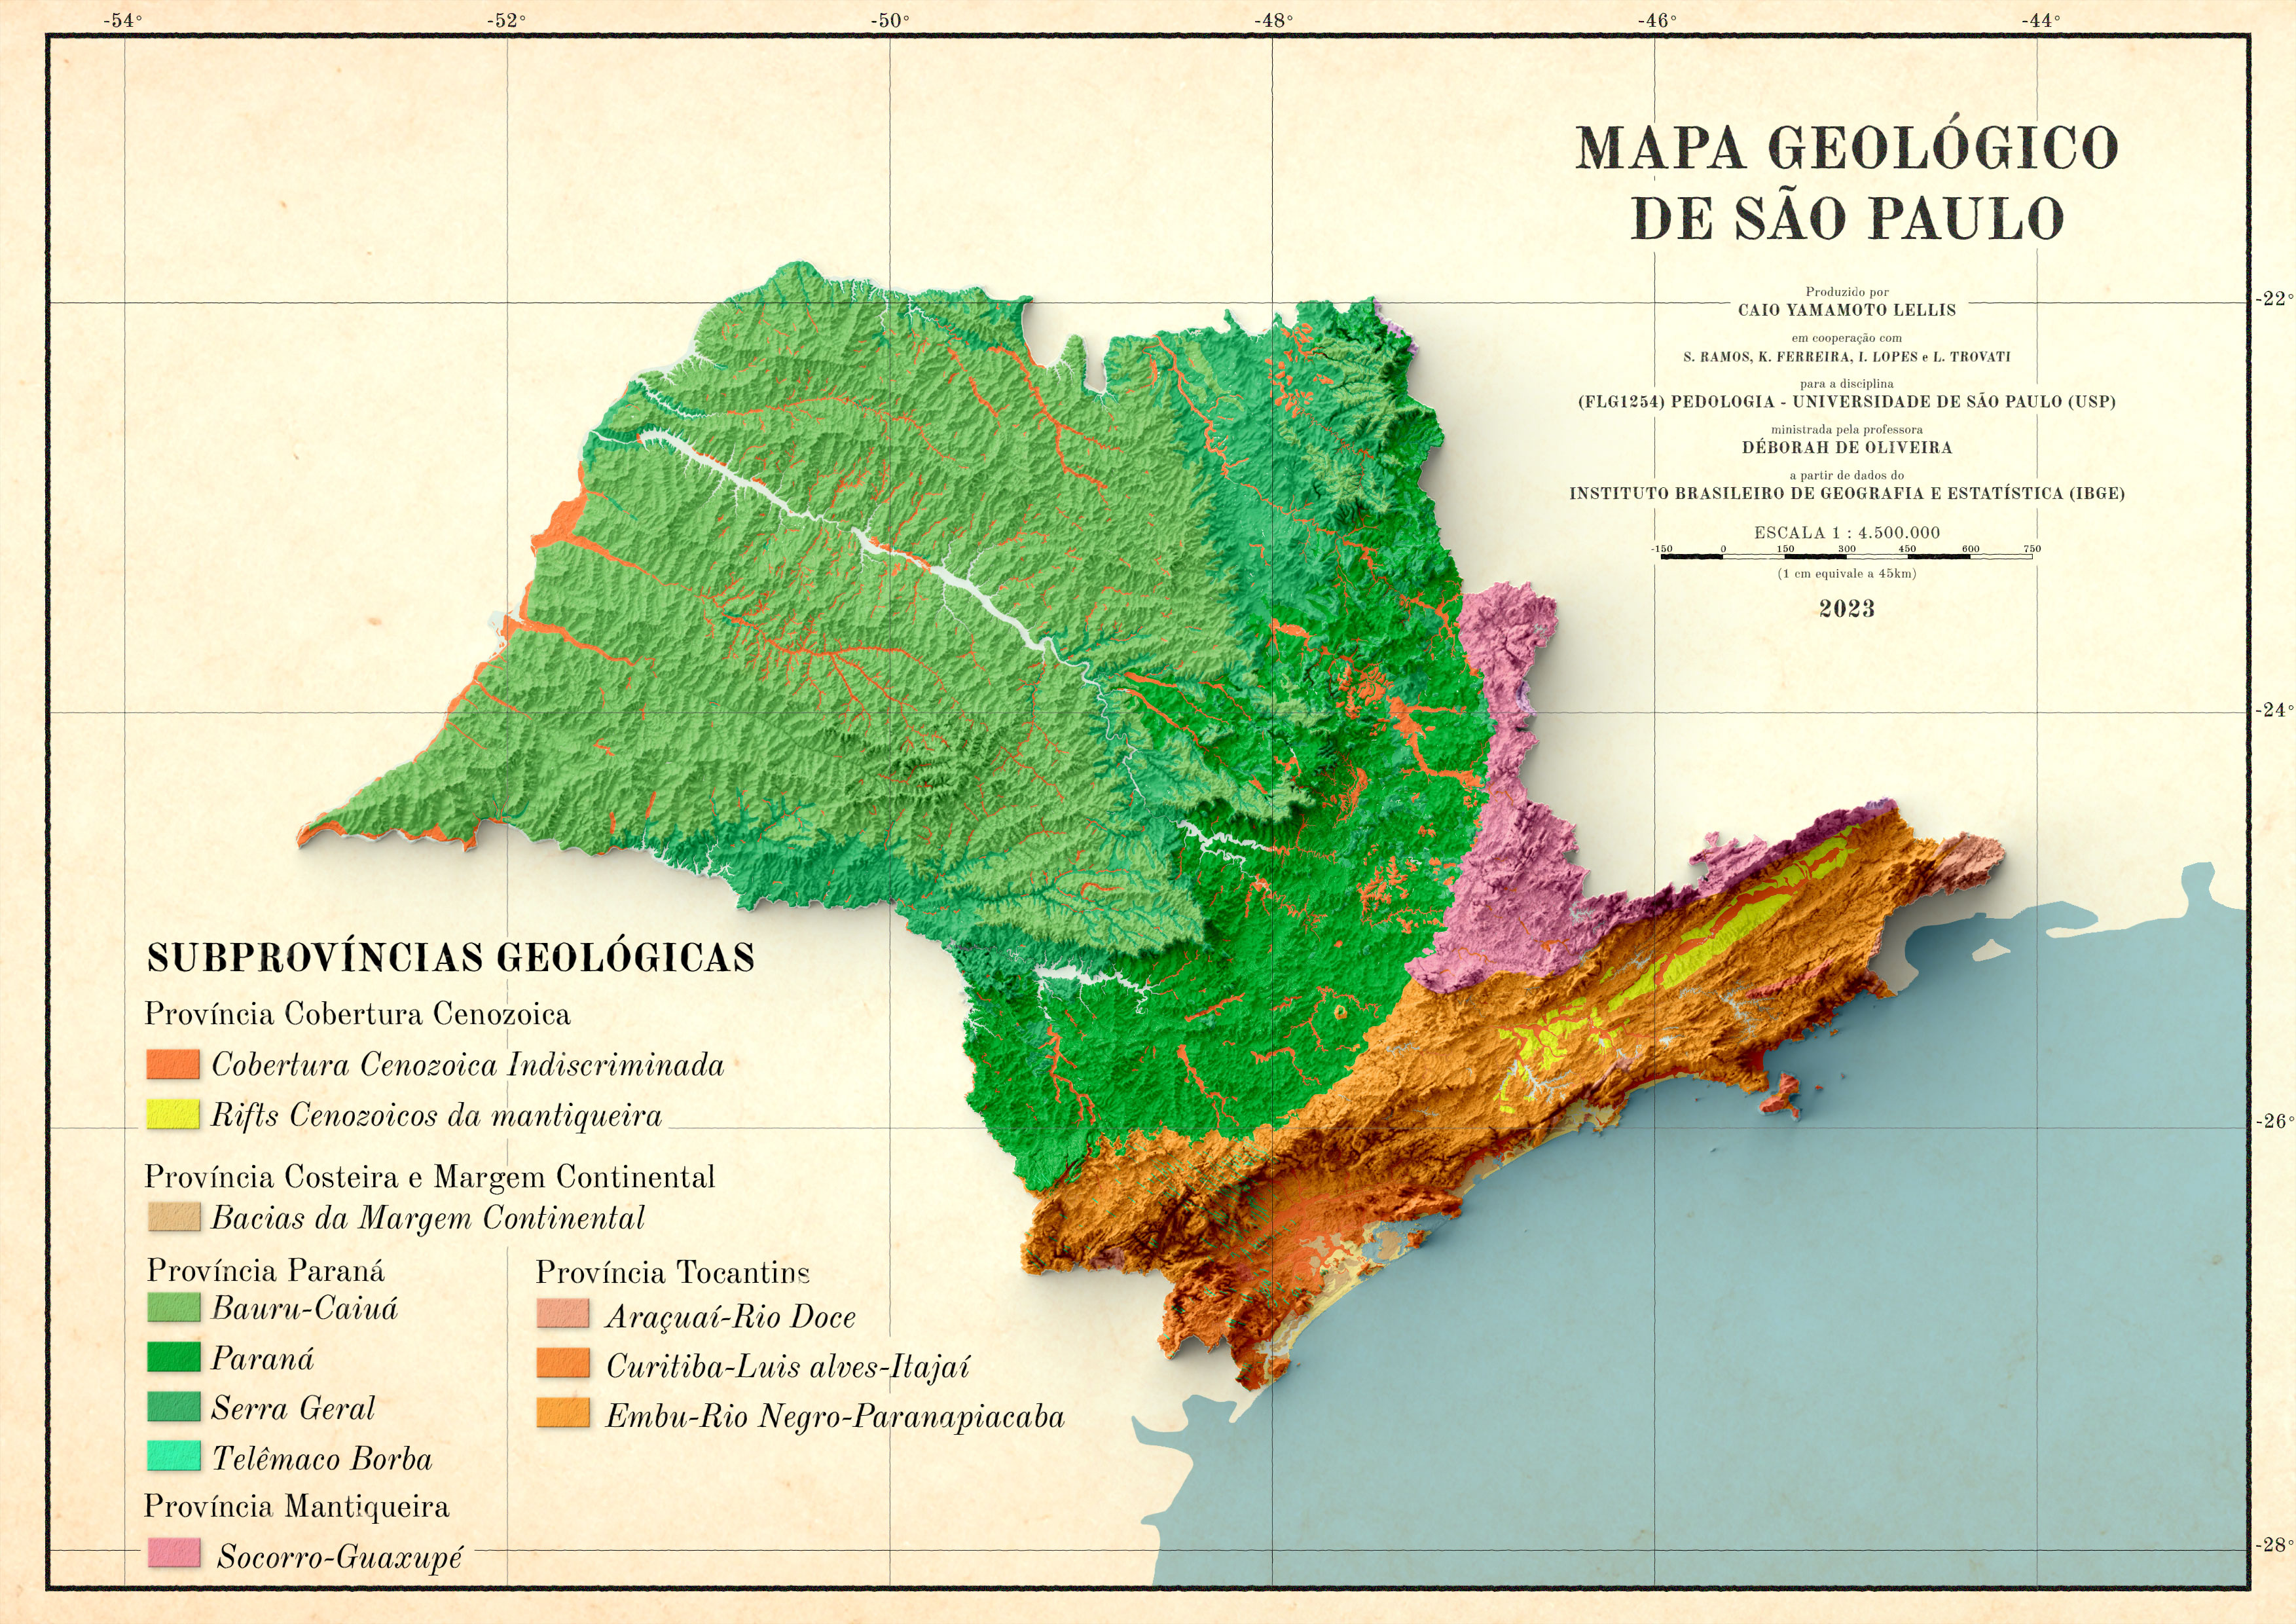 -54°
-52°
-50°
-48°
-46°
-44°
MAPA GEOLÓGICO
DE SÃO PAULO
Produzido por
CAIO YAMAMOTO LELLIS
em cooperação com
S. RAMOS, K. FERREIRA, I. LOPES e L. TROVATI
para a disciplina
(FLG1254) PEDOLOGIA - UNIVERSIDADE DE SÃO PAULO (USP)
ministrada pela professora
DÉBORAH DE OLIVEIRA
a partir de dados do
INSTITUTO BRASILEIRO DE GEOGRAFIA E ESTATÍSTICA (IBGE)
ESCALA 1 : 4.500.000
-150 0 150 300 450 600 750
(1 cm equivale a 45km)
2023
-22°
-24°
-26°
-28°
SUBPROVÍNCIAS GEOLÓGICAS
Província Cobertura Cenozoica
Cobertura Cenozoica Indiscriminada
Rifts Cenozoicos da mantiqueira
Província Costeira e Margem Continental
Bacias da Margem Continental
Província Paraná
Bauru-Caiuá
Paraná
Serra Geral
Telêmaco Borba
Província Mantiqueira
Socorro-Guaxupé
Província Tocantins
Araçuaí-Rio Doce
Curitiba-Luis alves-Itajaí
Embu-Rio Negro-Paranapiacaba